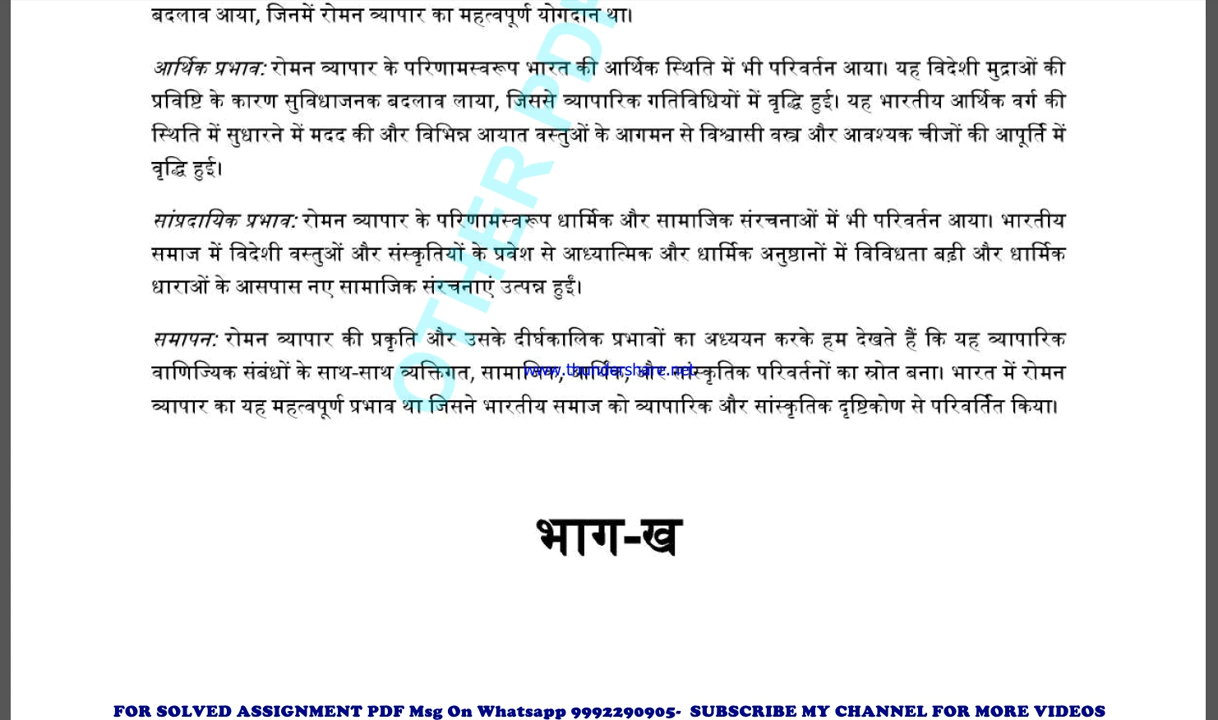 बदलाव आया, जिनमें रोमन व्यापार का महत्वपूर्ण योगदान था।
आर्थिक प्रभाव: रोमन व्यापार के परिणामस्वरूप भारत की आर्थिक स्थिति में भी परिवर्तन आया। यह विदेशी मुद्राओं की
प्रविष्टि के कारण सुविधाजनक बदलाव लाया, जिससे व्यापारिक गतिविधियों में वृद्धि हुई। यह भारतीय आर्थिक वर्ग की
स्थिति में सुधारने में मदद की और विभिन्न आयात वस्तुओं के आगमन से विश्वासी वस्त्र और आवश्यक चीजों की आपूर्ति में
वृद्धि हुई।
सांप्रदायिक प्रभाव: रोमन व्यापार के परिणामस्वरूप धार्मिक और सामाजिक संरचनाओं में भी परिवर्तन आया। भारतीय
समाज में विदेशी वस्तुओं और संस्कृतियों के प्रवेश से आध्यात्मिक और धार्मिक अनुष्ठानों में विविधता बढ़ी और धार्मिक
धाराओं के आसपास नए सामाजिक संरचनाएं उत्पन्न हुईं।
समापन: रोमन व्यापार की प्रकृति और उसके दीर्घकालिक प्रभावों का अध्ययन करके हम देखते हैं कि यह व्यापारिक
वाणिज्यिक संबंधों के साथ-साथ व्यक्तिगत, सामाजिक, आर्थिक, और सांस्कृतिक परिवर्तनों का स्रोत बना। भारत में रोमन
व्यापार का यह महत्वपूर्ण प्रभाव था जिसने भारतीय समाज को व्यापारिक और सांस्कृतिक दृष्टिकोण से परिवर्तित किया।
www.thundershare.net
OTHER PDF
भाग-ख
FOR SOLVED ASSIGNMENT PDF Msg On Whatsapp 9992290905- SUBSCRIBE MY CHANNEL FOR MORE VIDEOS